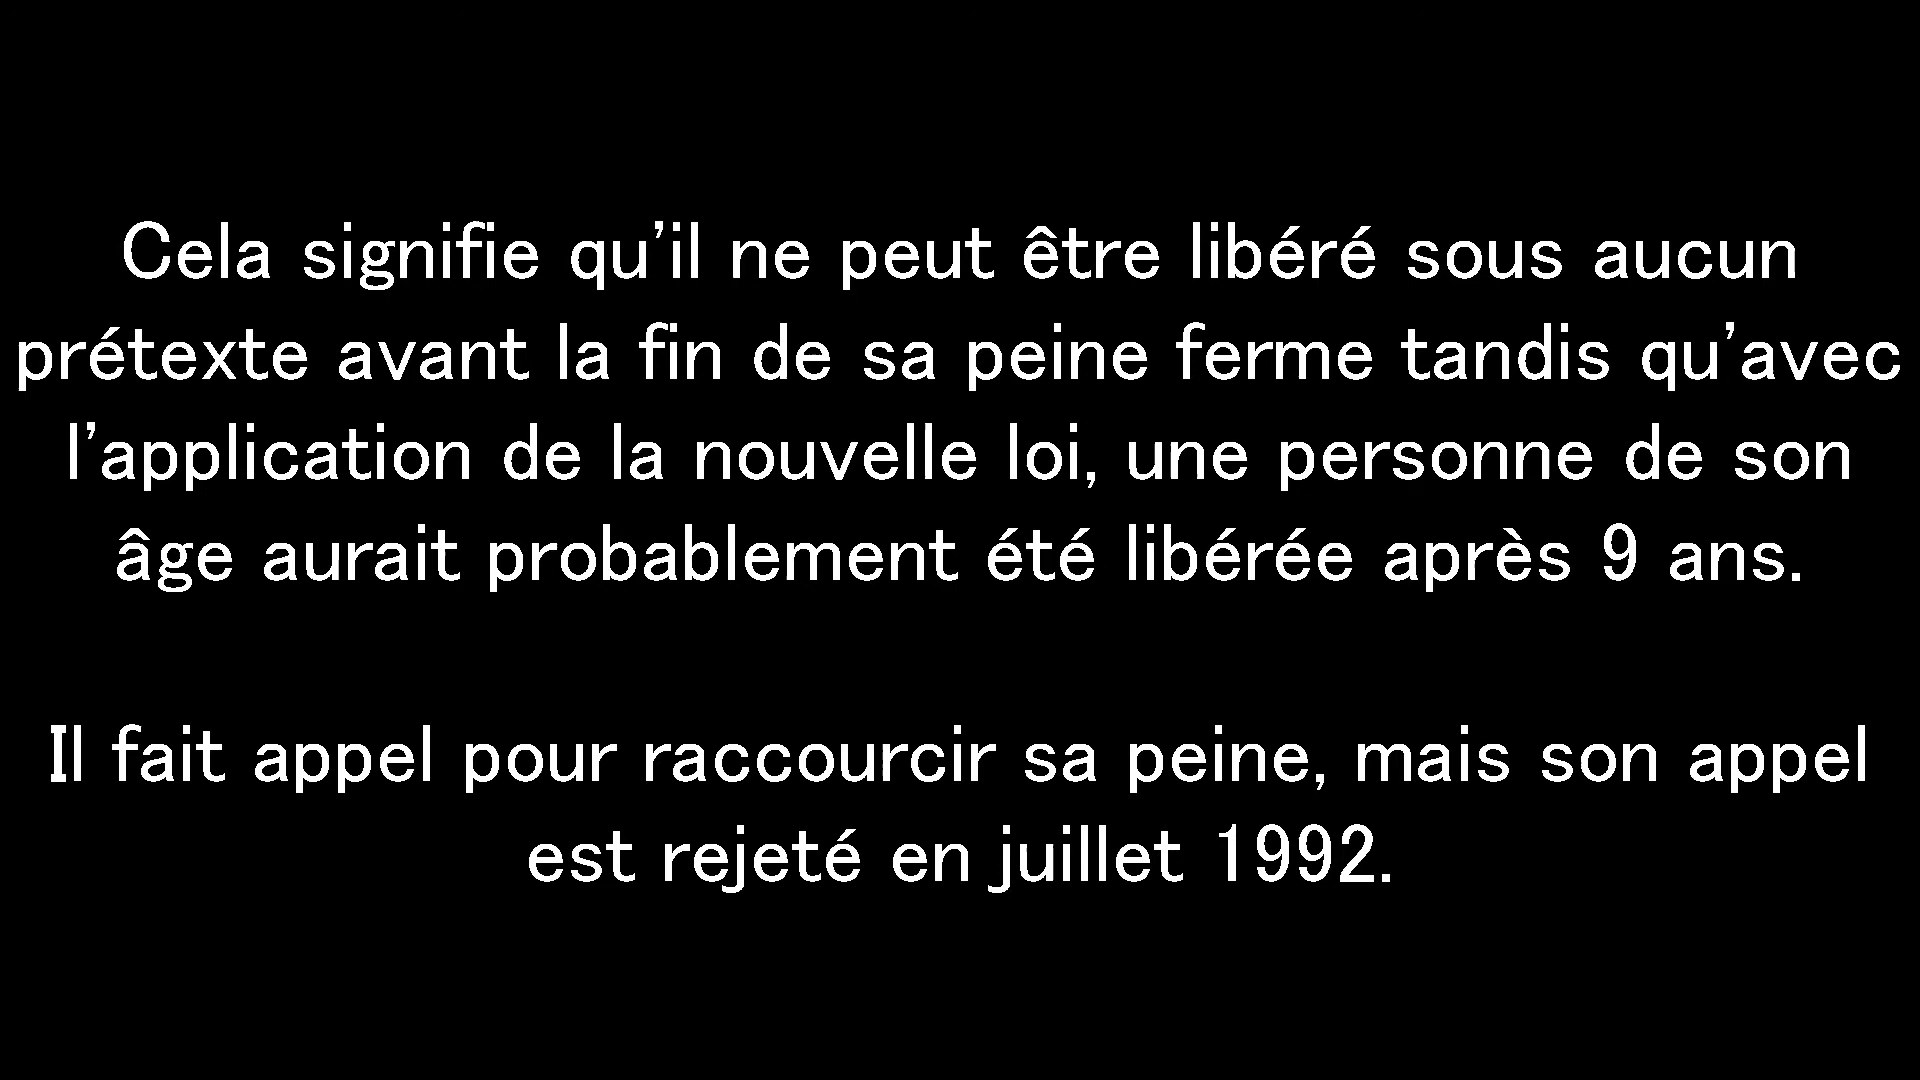 Cela signifie qu’il ne peut être libéré sous aucun
prétexte avant la fin de sa peine ferme tandis qu’avec
l’application de la nouvelle loi, une personne de son
âge aurait probablement été libérée après 9 ans.
Il fait appel pour raccourcir sa peine, mais son appel
est rejeté en juillet 1992.